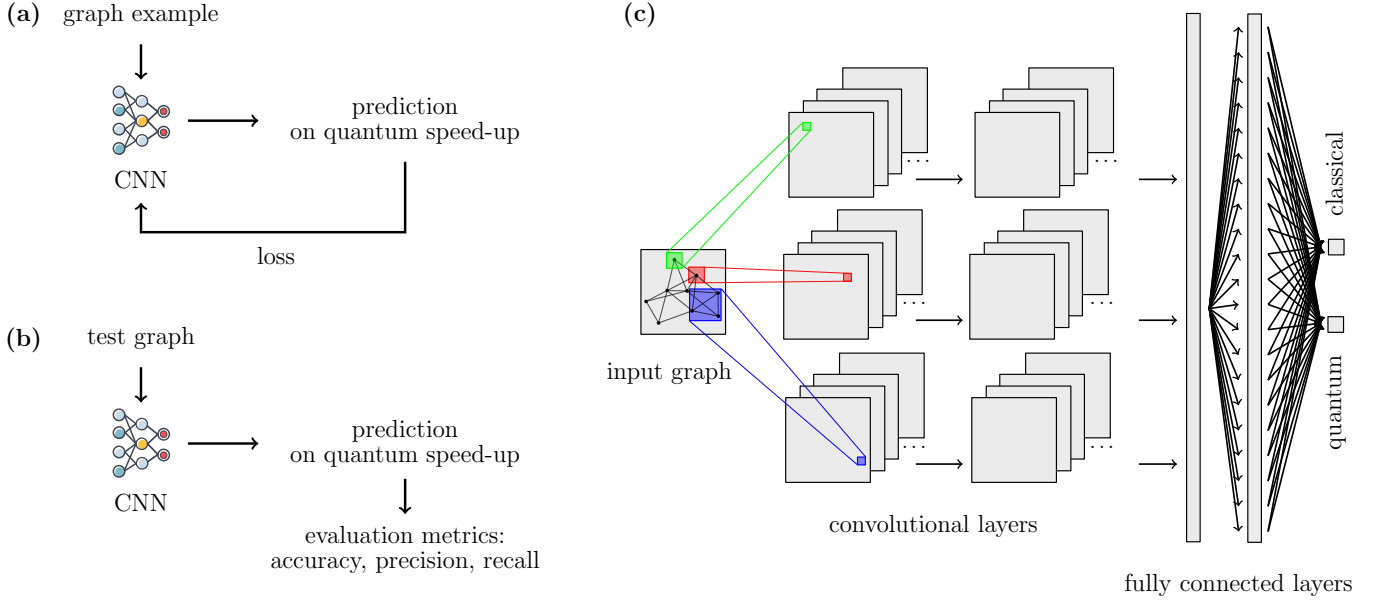 (a)
graph example
CNN
prediction
on quantum speed-up
loss
(b)
test graph
CNN
prediction
on quantum speed-up
evaluation metrics:
accuracy, precision, recall
(c)
input graph
. . .
. . .
. . .
. . .
. . .
. . .
convolutional layers
classical
quantum
fully connected layers